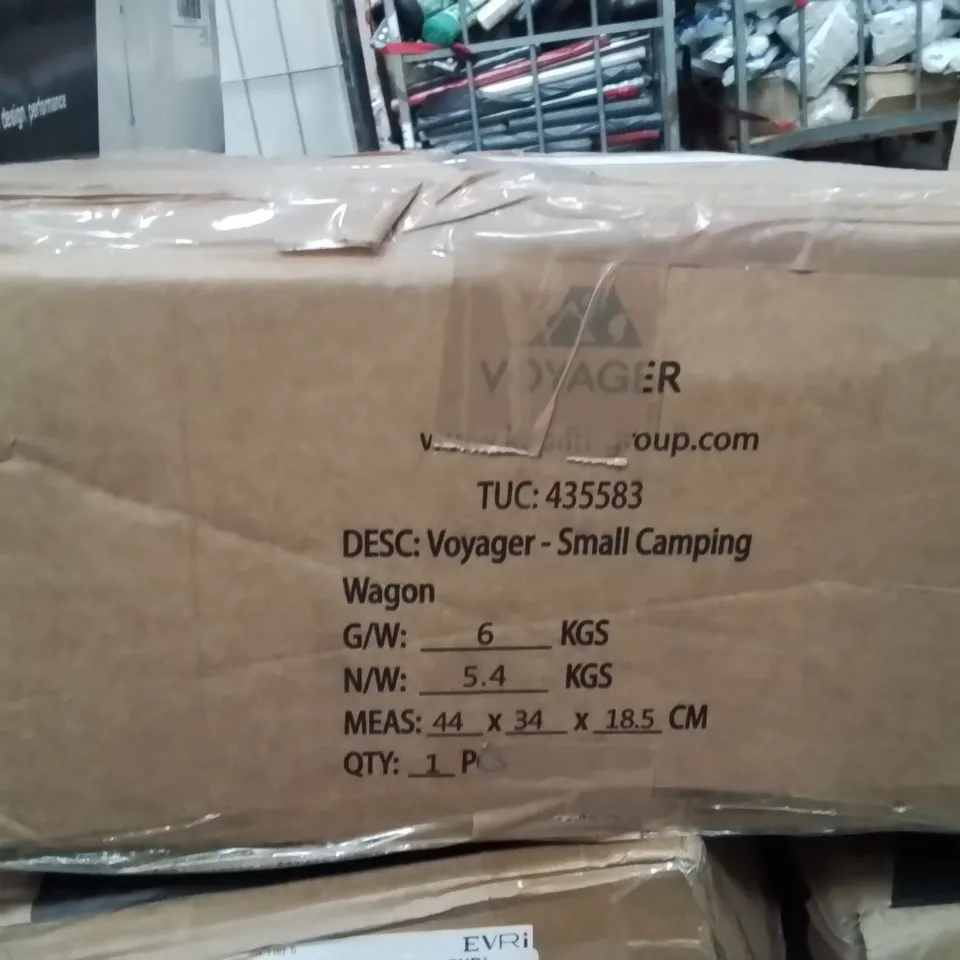 design performance
VOYAGER
oup.com
TUC: 435583
DESC: Voyager - Small Camping
Wagon
G/W: 6 KGS
N/W: 5.4 KGS
MEAS: 44 x 34 x 18.5 CM
QTY: 1 P
EVRi